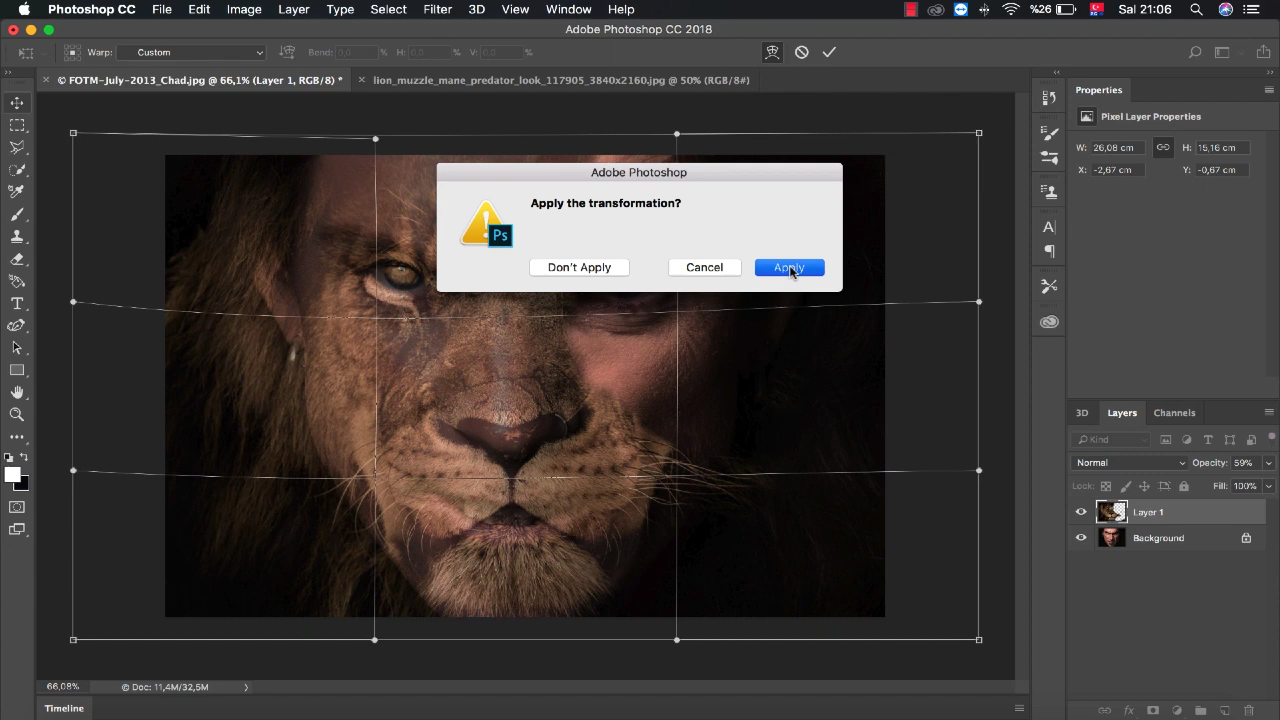 Photoshop CC File Edit Image Layer Type Select Filter 3D View Window Help %26 Sal 21:06
Adobe Photoshop CC 2018
Warp: Custom Bend: 0,0 % H: 0,0 % V: 0,0 %
© FOTM-July-2013_Chad.jpg @ 66,1% (Layer 1, RGB/8) *
lion_muzzle_mane_predator_look_117905_3840x2160.jpg @ 50% (RGB/8#)
Properties
Pixel Layer Properties
W: 26,08 cm H: 15,16 cm
X: -2,67 cm Y: -0,67 cm
Adobe Photoshop
Apply the transformation?
Ps
Don't Apply Cancel Apply
3D Layers Channels
Kind
Normal Opacity: 59%
Lock: Fill: 100%
Layer 1
Background
66,08% Doc: 11,4M/32,5M
Timeline